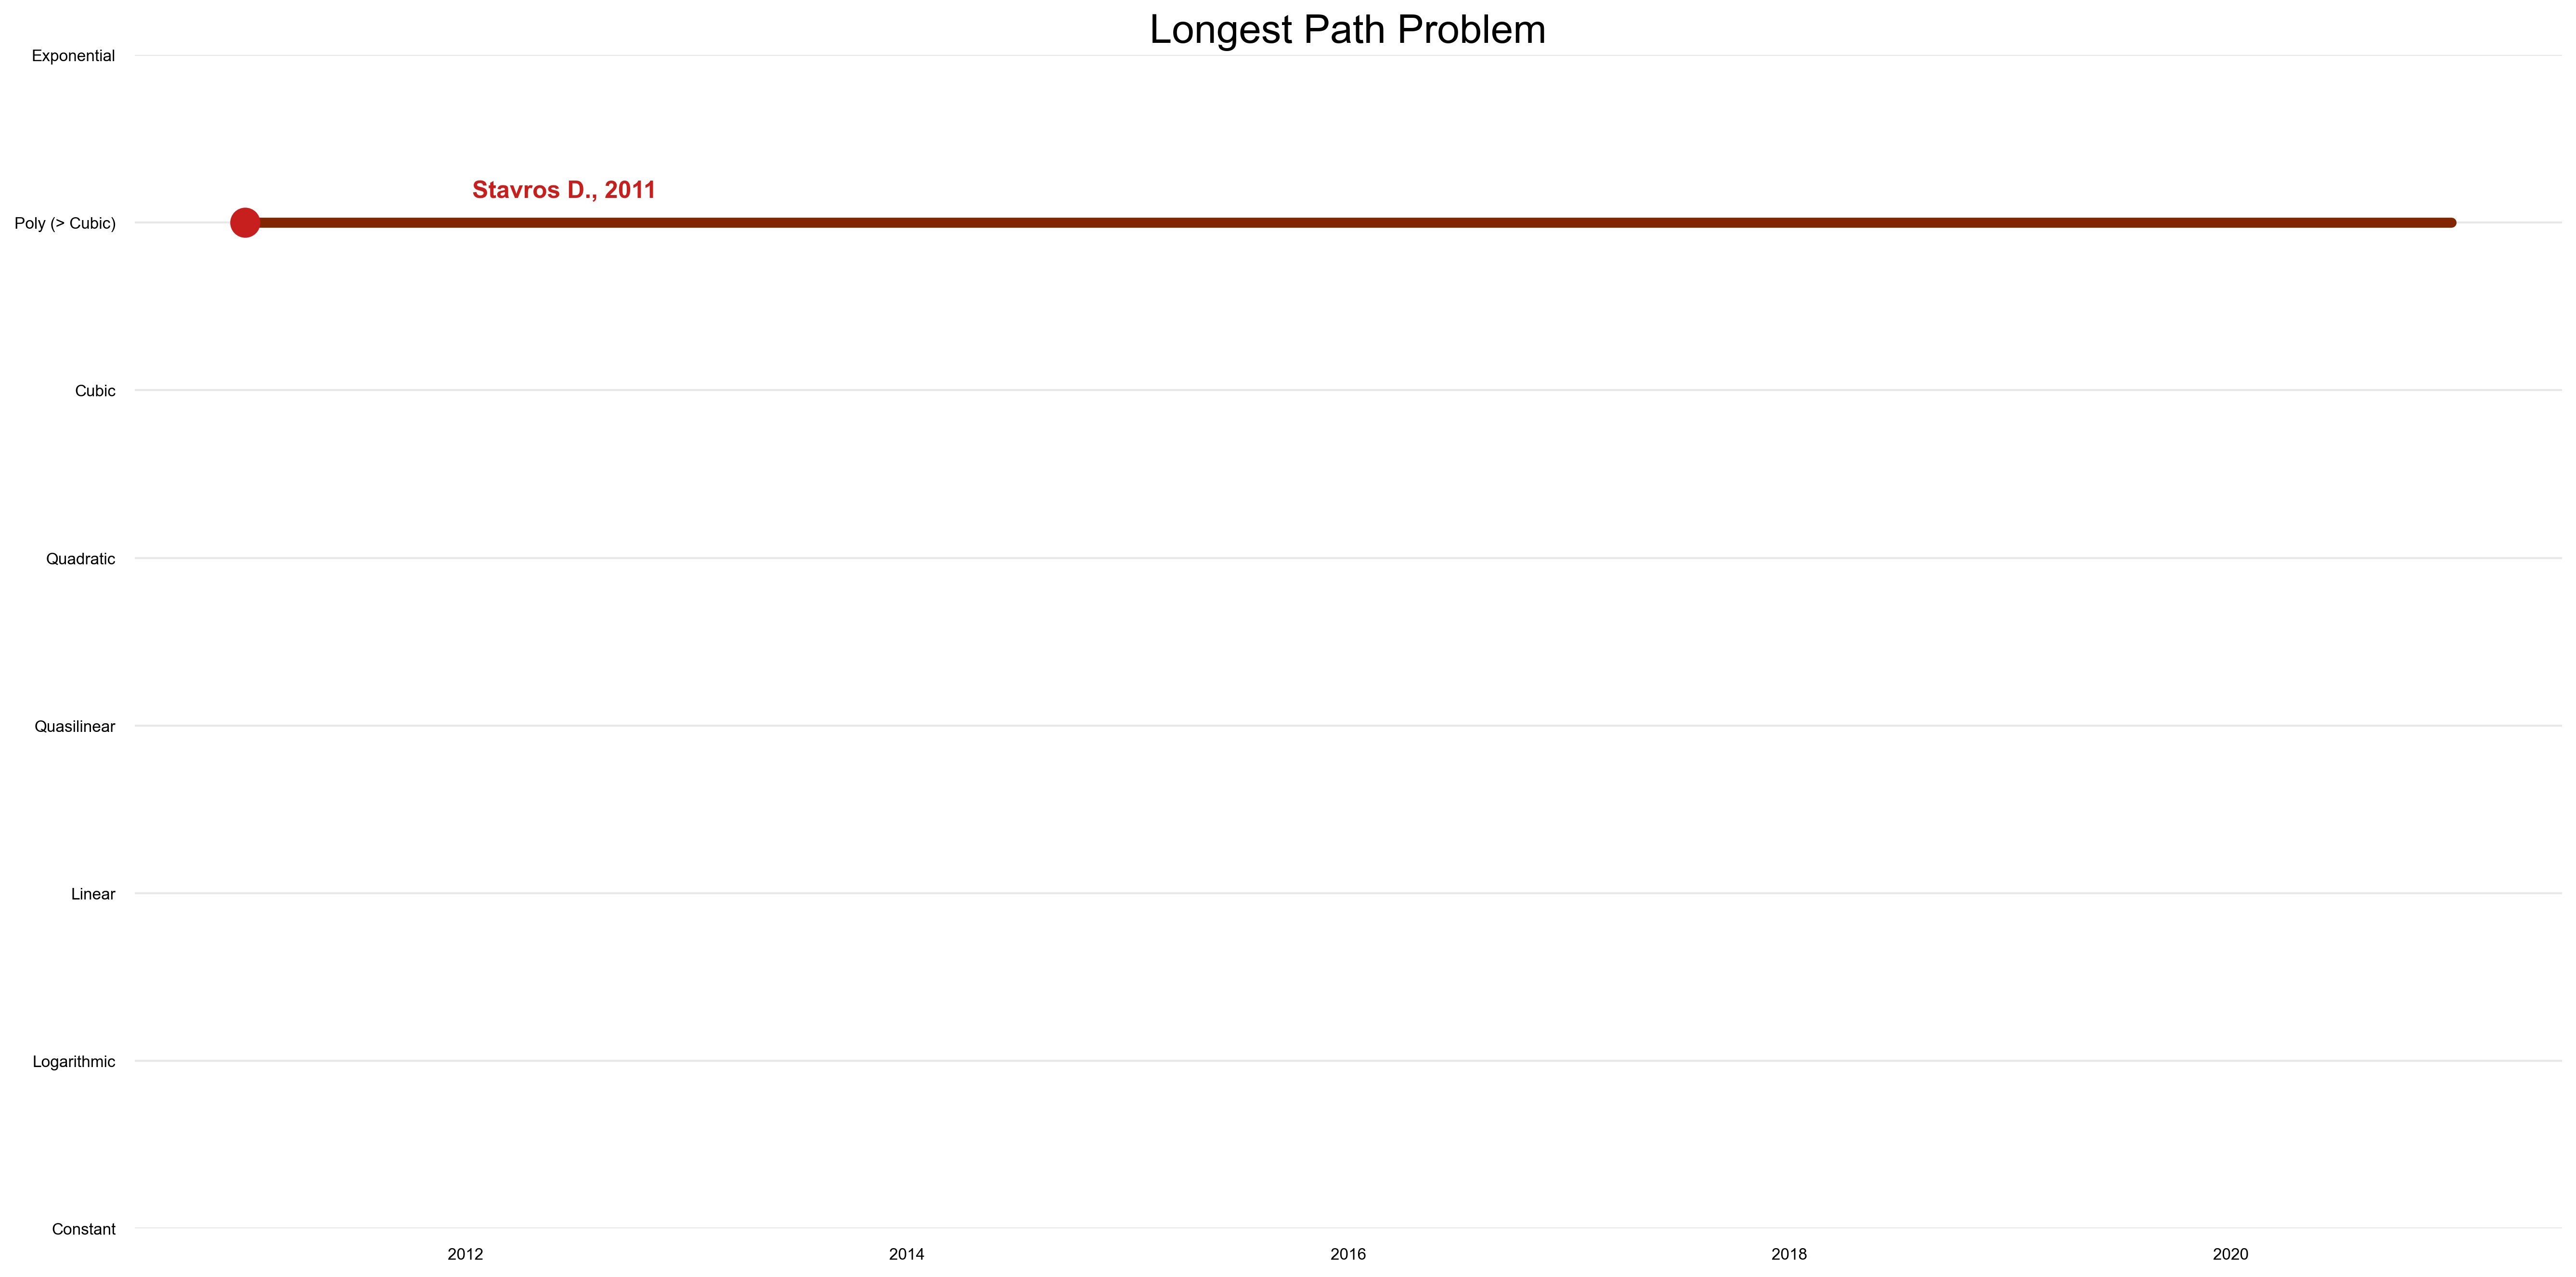 Longest Path Problem
Exponential
Stavros D., 2011
Poly (> Cubic)
Cubic
Quadratic
Quasilinear
Linear
Logarithmic
Constant
2012 2014 2016 2018 2020